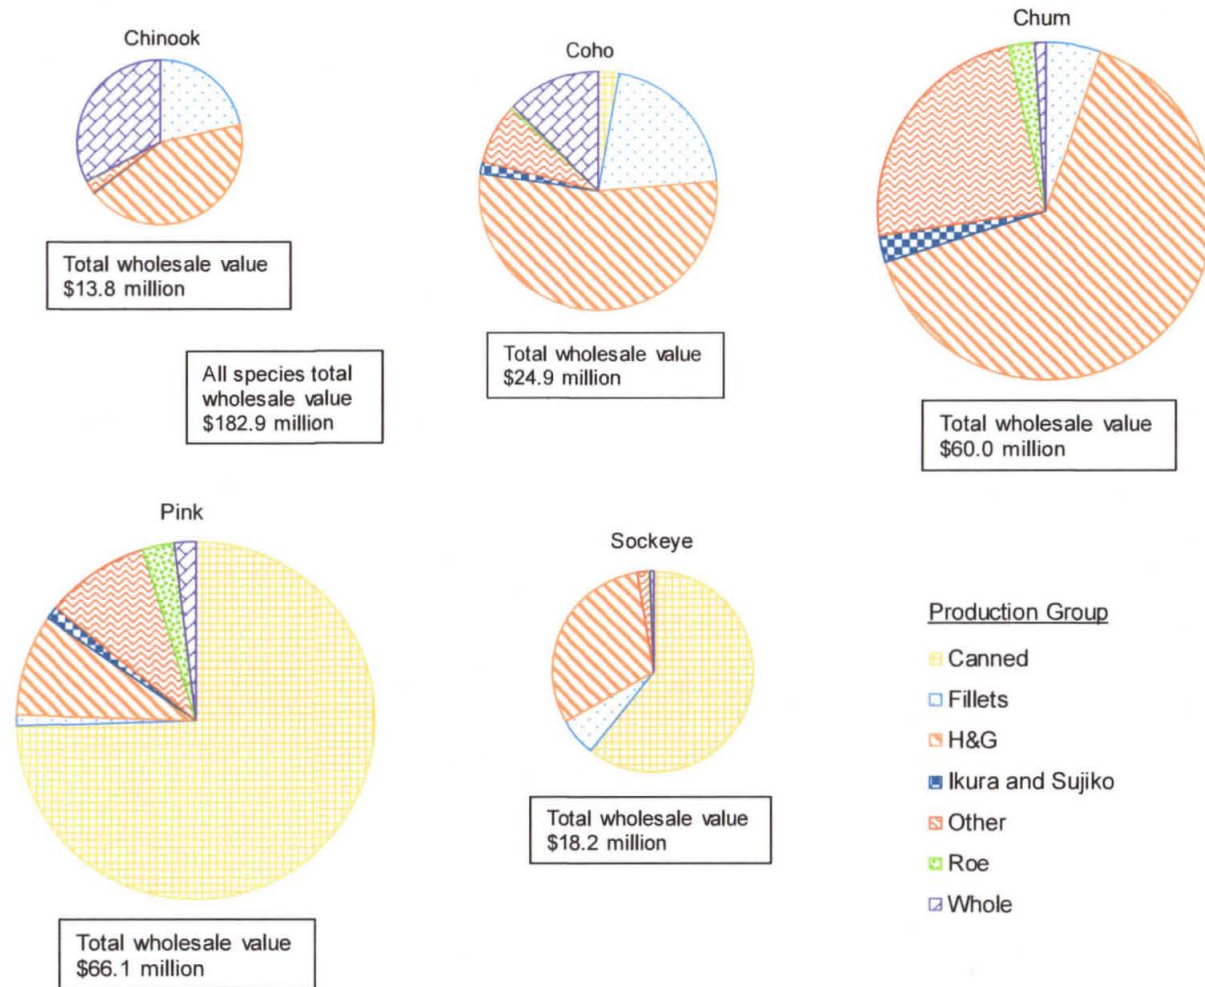 Chinook
Total wholesale value
$13.8 million
Coho
Total wholesale value
$24.9 million
Chum
Total wholesale value
$60.0 million
All species total
wholesale value
$182.9 million
Pink
Total wholesale value
$66.1 million
Sockeye
Total wholesale value
$18.2 million
Production Group
Canned
Fillets
H&G
Ikura and Sujiko
Other
Roe
Whole